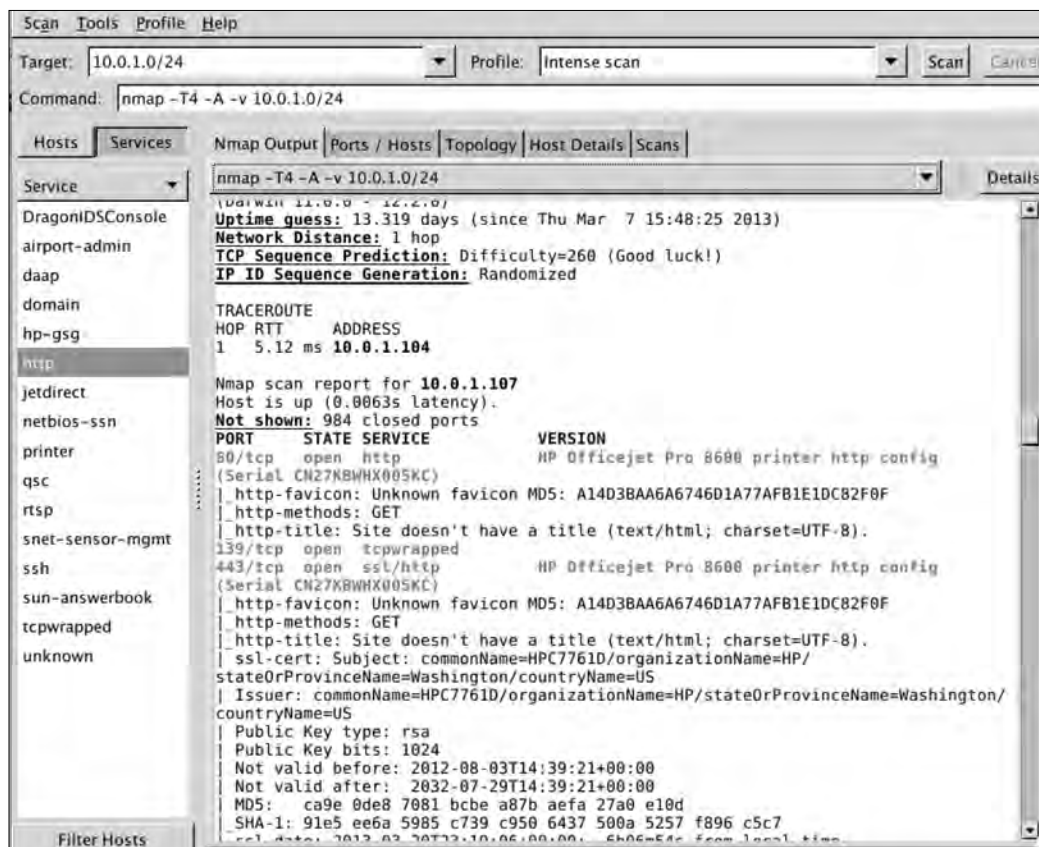 Scan Tools Profile Help
Target: 10.0.1.0/24 Profile: Intense scan Scan Cancel
Command: nmap -T4 -A -v 10.0.1.0/24
Hosts Services
Nmap Output Ports / Hosts Topology Host Details Scans
Service
nmap -T4 -A -v 10.0.1.0/24 Details
DragonIDSConsole
airport-admin
daap
domain
hp-gsg
http
jetdirect
netbios-ssn
printer
qsc
rtsp
snet-sensor-mgmt
ssh
sun-answerbook
tcpwrapped
unknown
Filter Hosts
(Darwin 11.0.0 - 12.2.0)
Uptime guess: 13.319 days (since Thu Mar 7 15:48:25 2013)
Network Distance: 1 hop
TCP Sequence Prediction: Difficulty=260 (Good luck!)
IP ID Sequence Generation: Randomized
TRACEROUTE
HOP RTT ADDRESS
1 5.12 ms 10.0.1.104
Nmap scan report for 10.0.1.107
Host is up (0.0063s latency).
Not shown: 984 closed ports
PORT STATE SERVICE VERSION
80/tcp open http HP Officejet Pro 8600 printer http config
(Serial CN27KBWHX005KC)
|_http-favicon: Unknown favicon MD5: A14D3BAA6A6746D1A77AFB1E1DC82F0F
|_http-methods: GET
|_http-title: Site doesn't have a title (text/html; charset=UTF-8).
139/tcp open tcpwrapped
443/tcp open ssl/http HP Officejet Pro 8600 printer http config
(Serial CN27KBWHX005KC)
|_http-favicon: Unknown favicon MD5: A14D3BAA6A6746D1A77AFB1E1DC82F0F
|_http-methods: GET
|_http-title: Site doesn't have a title (text/html; charset=UTF-8).
| ssl-cert: Subject: commonName=HPC7761D/organizationName=HP/
stateOrProvinceName=Washington/countryName=US
| Issuer: commonName=HPC7761D/organizationName=HP/stateOrProvinceName=Washington/
countryName=US
| Public Key type: rsa
| Public Key bits: 1024
| Not valid before: 2012-08-03T14:39:21+00:00
| Not valid after: 2032-07-29T14:39:21+00:00
| MD5: ca9e 0de8 7081 bcbe a87b aefa 27a0 e10d
|_SHA-1: 91e5 ee6a 5985 c739 c950 6437 500a 5257 f896 c5c7
from local time.